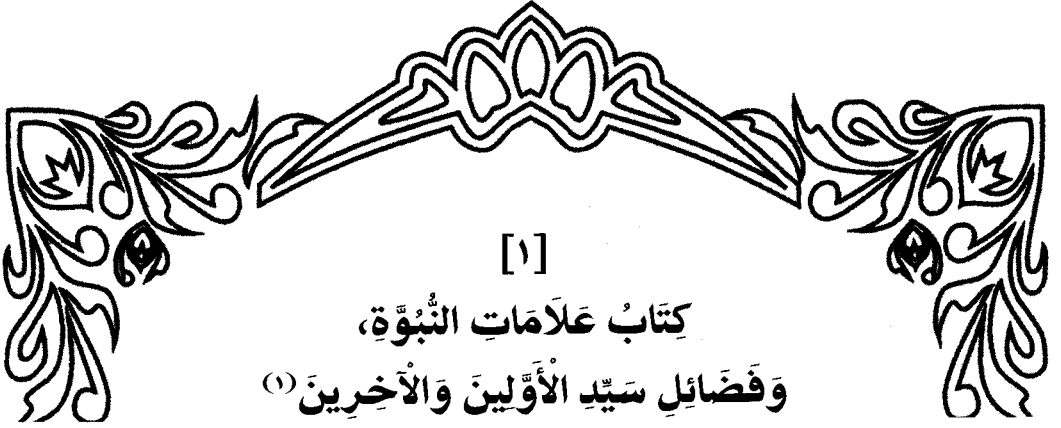 [١]
كِتَابُ عَلَامَاتِ النُّبُوَّةِ،
وَفَضَائِلِ سَيِّدِ الْأَوَّلِينَ وَالْآخِرِينَ (١)